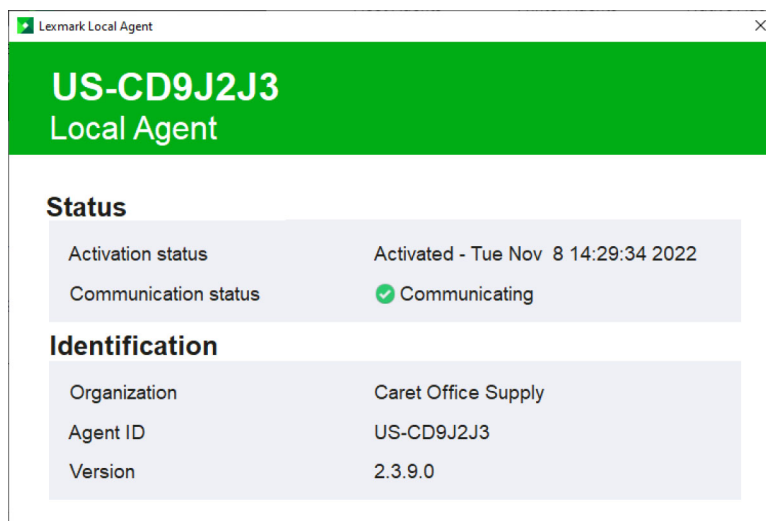 Lexmark Local Agent
US-CD9J2J3
Local Agent
Status
Activation status Activated - Tue Nov  8 14:29:34 2022
Communication status Communicating
Identification
Organization Caret Office Supply
Agent ID US-CD9J2J3
Version 2.3.9.0